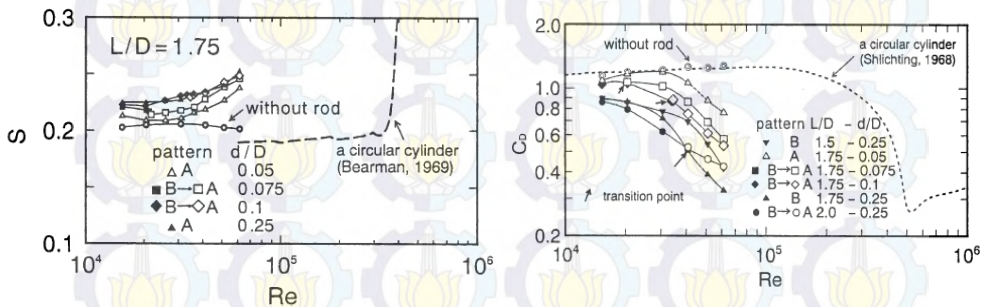 0.3
L/D = 1.75
S
0.2
without rod
pattern d/D
△ A 0.05
■ B→□ A 0.075
◆ B→◇ A 0.1
▲ A 0.25
a circular cylinder
(Bearman, 1969)
0.1
10⁴ 10⁵ 10⁶
Re
2.0
without rod
a circular cylinder
(Shlichting, 1968)
1.0
0.8
0.6
C_D
0.4
0.2
pattern L/D – d/D
▼ B 1.5 – 0.25
△ A 1.75 – 0.05
■ B→□ A 1.75 – 0.075
◆ B→◇ A 1.75 – 0.1
▲ B 1.75 – 0.25
● B→○ A 2.0 – 0.25
transition point
10⁴ 10⁵ 10⁶
Re